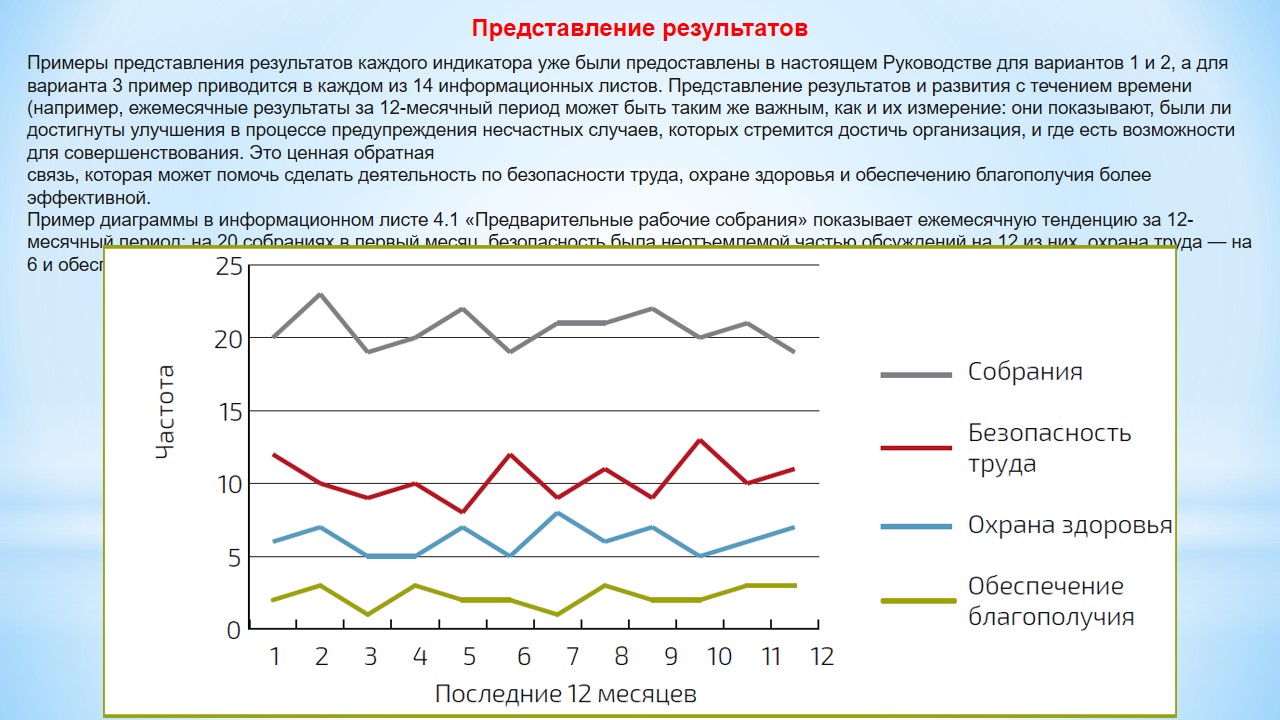 Представление результатов
Примеры представления результатов каждого индикатора уже были предоставлены в настоящем Руководстве для вариантов 1 и 2, а для
варианта 3 пример приводится в каждом из 14 информационных листов. Представление результатов и развития с течением времени
(например, ежемесячные результаты за 12-месячный период может быть таким же важным, как и их измерение: они показывают, были ли
достигнуты улучшения в процессе предупреждения несчастных случаев, которых стремится достичь организация, и где есть возможности
для совершенствования. Это ценная обратная
связь, которая может помочь сделать деятельность по безопасности труда, охране здоровья и обеспечению благополучия более
эффективной.
Пример диаграммы в информационном листе 4.1 «Предварительные рабочие собрания» показывает ежемесячную тенденцию за 12-
месячный период: на 20 собраниях в первый месяц, безопасность была неотъемлемой частью обсуждений на 12 из них, охрана труда — на
6 и
25
20
15
10
5
0
Частота
1 2 3 4 5 6 7 8 9 10 11 12
Последние 12 месяцев
Собрания
Безопасность
труда
Охрана здоровья
Обеспечение
благополучия